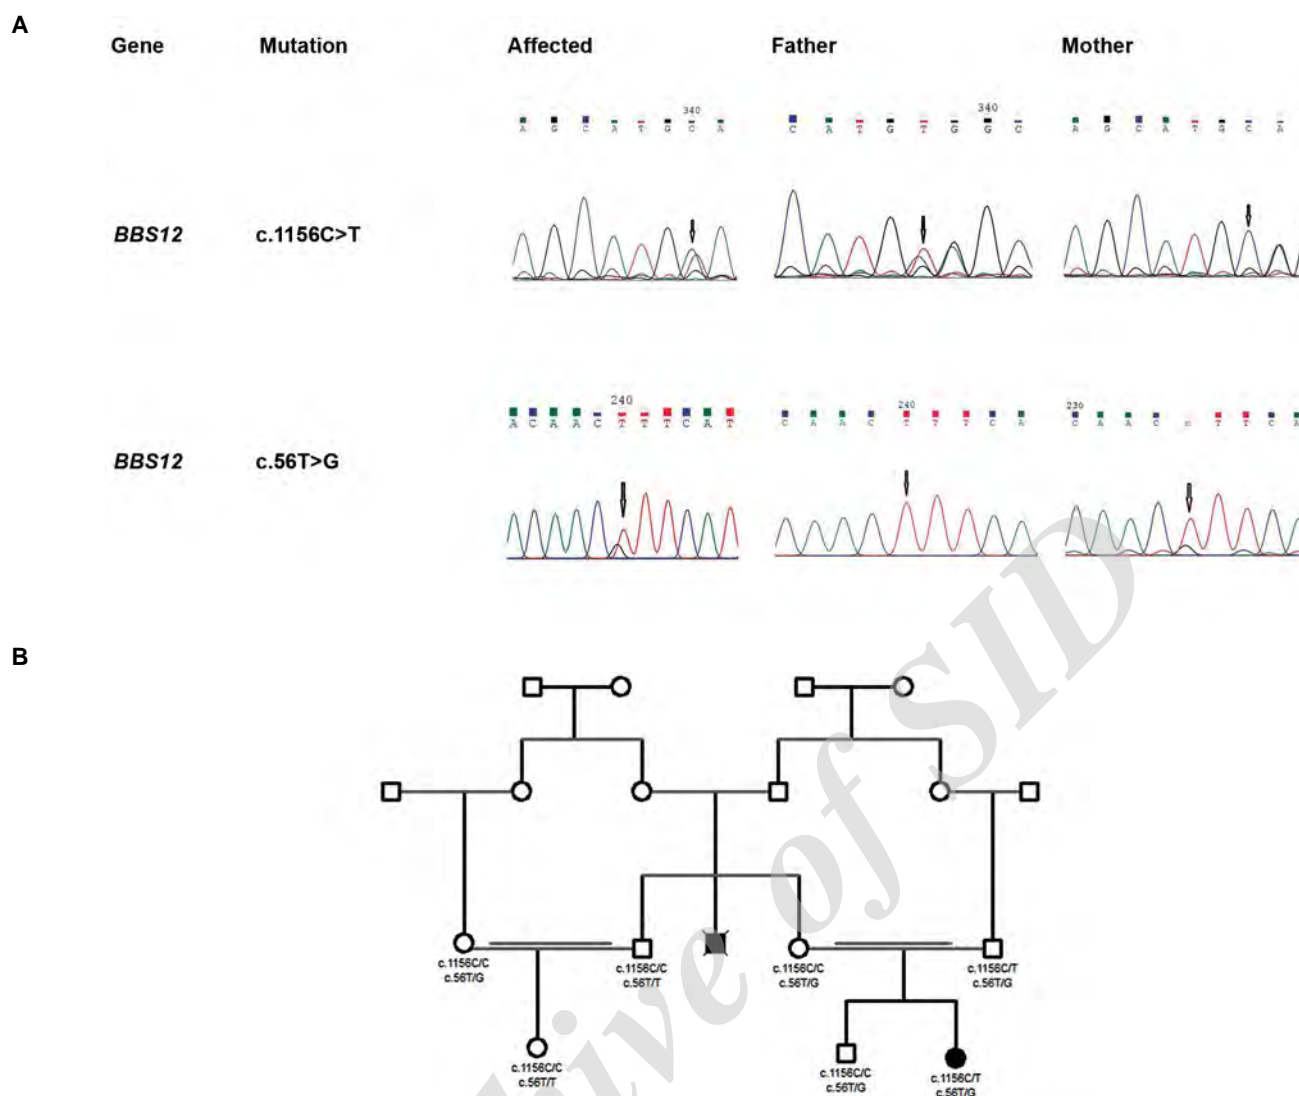 A
Gene Mutation Affected Father Mother
340
A G C A T G C A
340
C A T G T G G C
A G C A T G C A
BBS12 c.1156C>T
240
A C A A C T T T C A T
240
C A A C T T T C A
230
C A A C c T T C A
BBS12 c.56T>G
B
c.1156C/C
c.56T/G
c.1156C/C
c.56T/T
c.1156C/C
c.56T/G
c.1156C/T
c.56T/G
c.1156C/C
c.56T/T
c.1156C/C
c.56T/G
c.1156C/T
c.56T/G
hive of SID